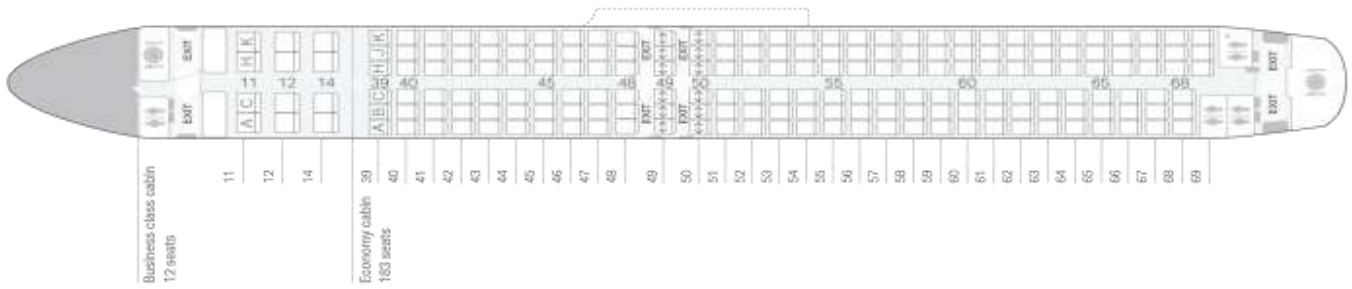 EXIT EXIT EXIT EXIT
H K H J K
11 12 14 39 40 45 48 49 50 55 60 65 68
A C A B C
EXIT EXIT EXIT EXIT
11 12 14 39 40 41 42 43 44 45 46 47 48 49 50 51 52 53 54 55 56 57 58 59 60 61 62 63 64 65 66 67 68 69
Business class cabin
12 seats
Economy cabin
183 seats